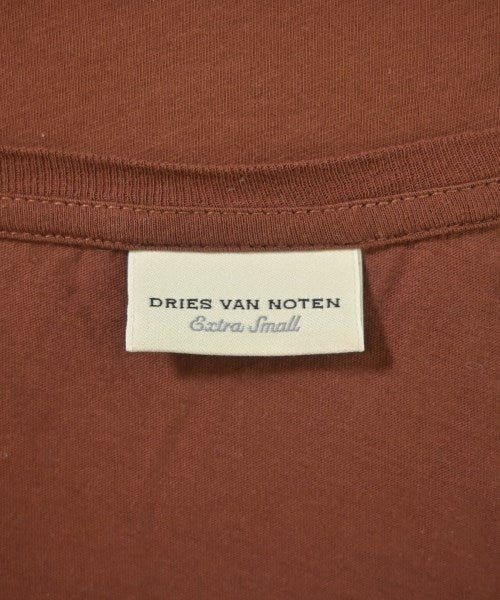 DRIES VAN NOTEN
Extra Small